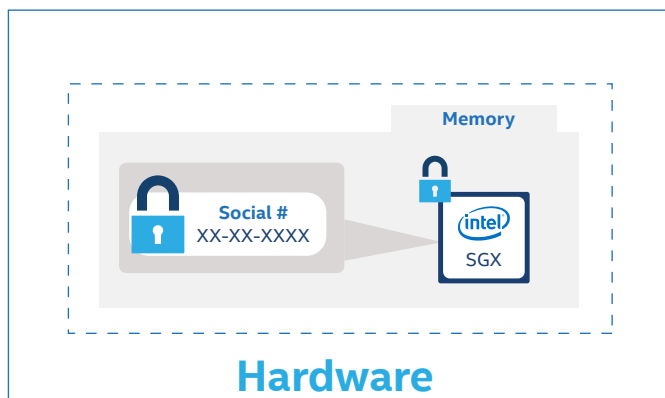 Memory
Social #
XX-XX-XXXX
intel
SGX
Hardware